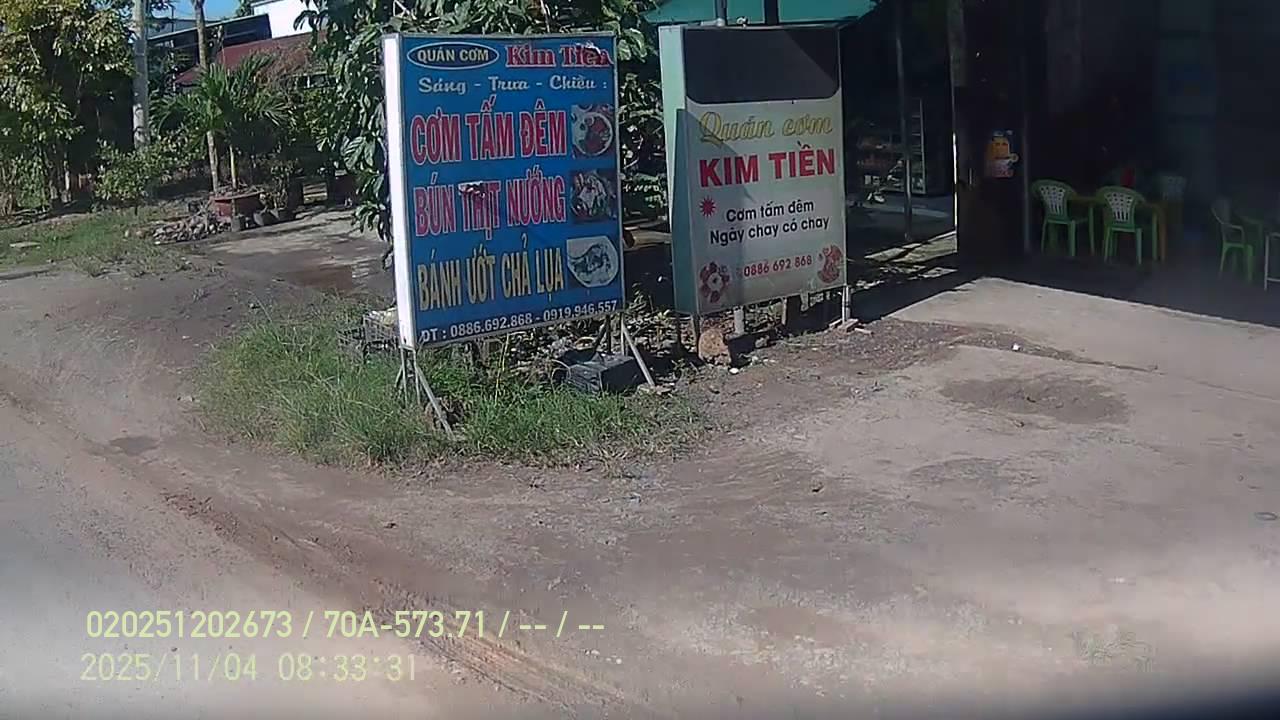 QUÁN CƠM Kim Tiền
Sáng - Trưa - Chiều :
CƠM TẤM ĐÊM
BÚN THỊT NƯỚNG
BÁNH ƯỚT CHẢ LỤA
ĐT : 0886.692.868 - 0919.946.557
Quán cơm
KIM TIỀN
Cơm tấm đêm
Ngày chay có chay
0886 692 868
020251202673 / 70A-573.71 / -- / --
2025/11/04 08:33:31